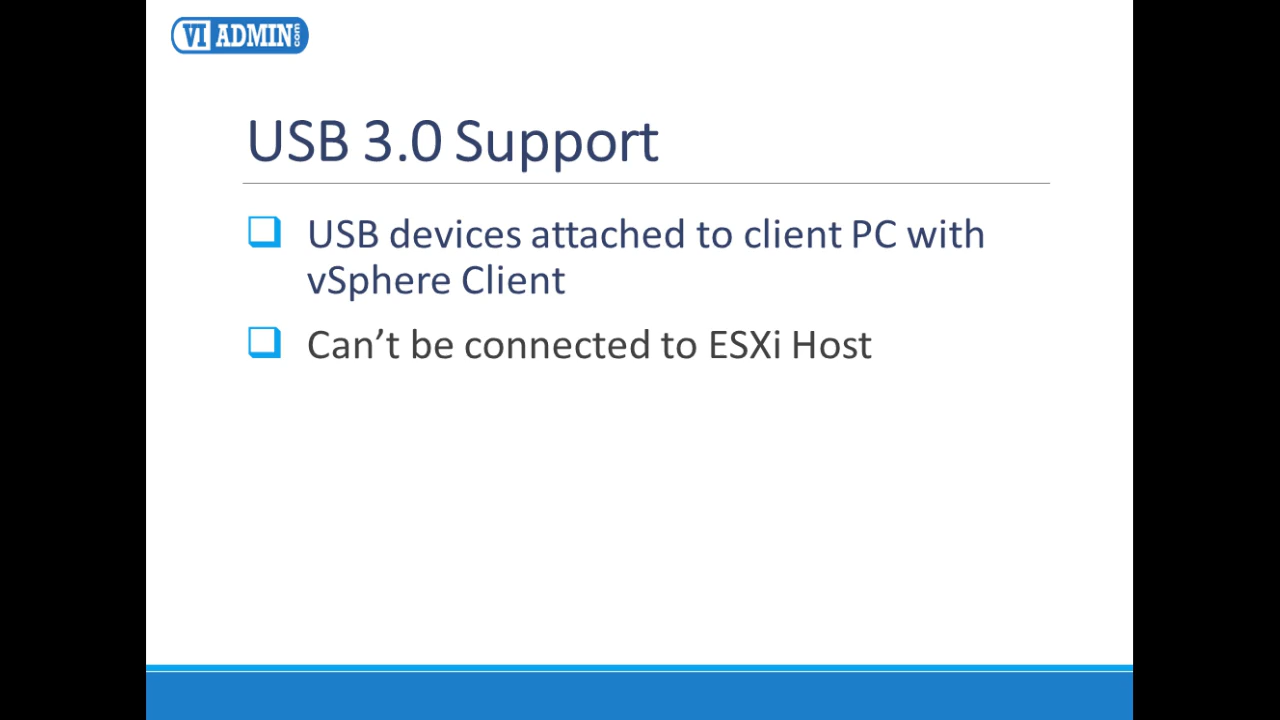 VI ADMIN.com
USB 3.0 Support
USB devices attached to client PC with
vSphere Client
Can’t be connected to ESXi Host